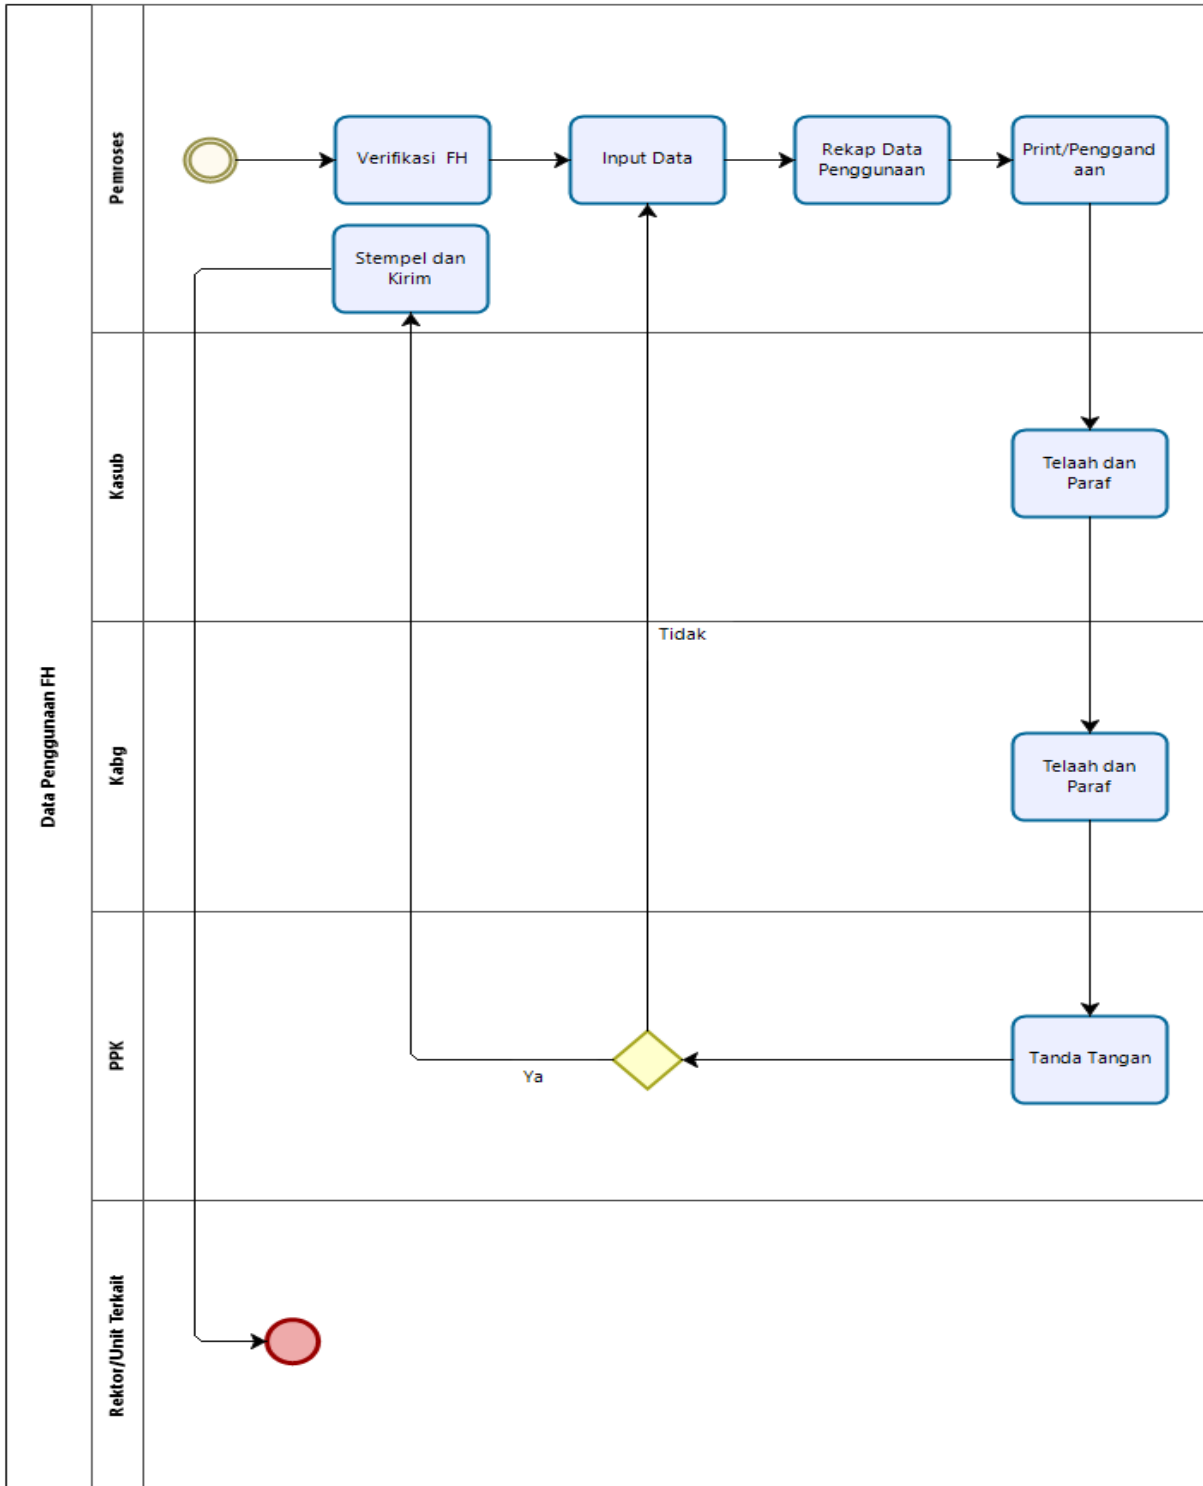 Data Penggunaan FH
Pemroses
Verifikasi FH
Input Data
Rekap Data
Penggunaan
Print/Penggand
aan
Stempel dan
Kirim
Kasub
Telaah dan
Paraf
Tidak
Kabg
Telaah dan
Paraf
PPK
Tanda Tangan
Ya
Rektor/Unit Terkait